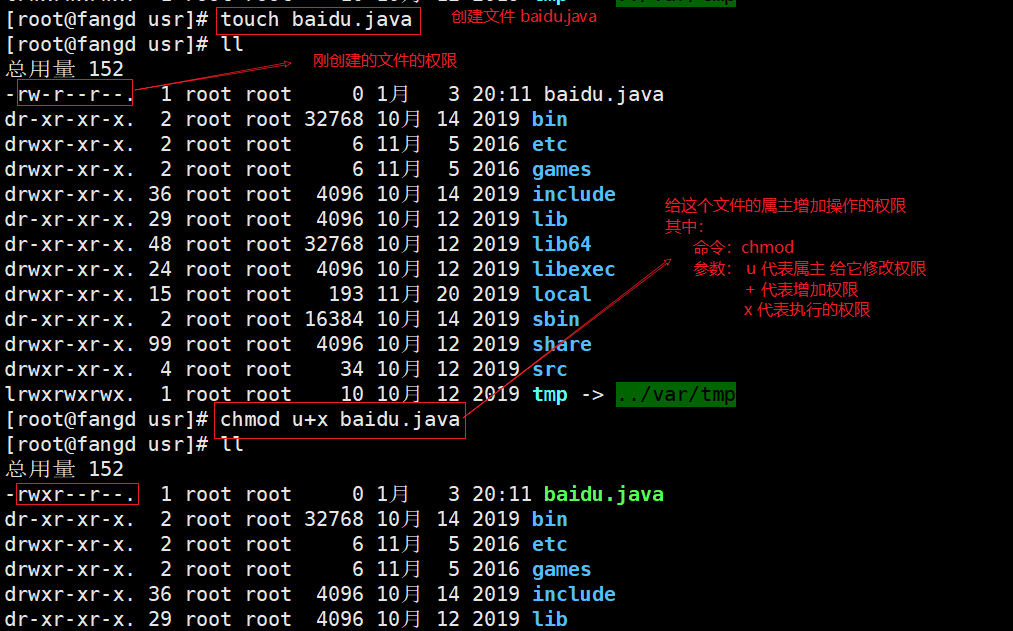 [root@fangd usr]# touch baidu.java 创建文件 baidu.java
[root@fangd usr]# ll
总用量 152 刚创建的文件的权限
-rw-r--r--. 1 root root 0 1月 3 20:11 baidu.java
dr-xr-xr-x. 2 root root 32768 10月 14 2019 bin
drwxr-xr-x. 2 root root 6 11月 5 2016 etc
drwxr-xr-x. 2 root root 6 11月 5 2016 games
drwxr-xr-x. 36 root root 4096 10月 14 2019 include
dr-xr-xr-x. 29 root root 4096 10月 12 2019 lib
dr-xr-xr-x. 48 root root 32768 10月 12 2019 lib64
drwxr-xr-x. 24 root root 4096 10月 12 2019 libexec
drwxr-xr-x. 15 root root 193 11月 20 2019 local
dr-xr-xr-x. 2 root root 16384 10月 14 2019 sbin
drwxr-xr-x. 99 root root 4096 10月 12 2019 share
drwxr-xr-x. 4 root root 34 10月 12 2019 src
lrwxrwxrwx. 1 root root 10 10月 12 2019 tmp -> ../var/tmp
给这个文件的属主增加操作的权限
其中:
命令: chmod
参数: u 代表属主 给它修改权限
+ 代表增加权限
x 代表执行的权限
[root@fangd usr]# chmod u+x baidu.java
[root@fangd usr]# ll
总用量 152
-rwxr--r--. 1 root root 0 1月 3 20:11 baidu.java
dr-xr-xr-x. 2 root root 32768 10月 14 2019 bin
drwxr-xr-x. 2 root root 6 11月 5 2016 etc
drwxr-xr-x. 2 root root 6 11月 5 2016 games
drwxr-xr-x. 36 root root 4096 10月 14 2019 include
dr-xr-xr-x. 29 root root 4096 10月 12 2019 lib